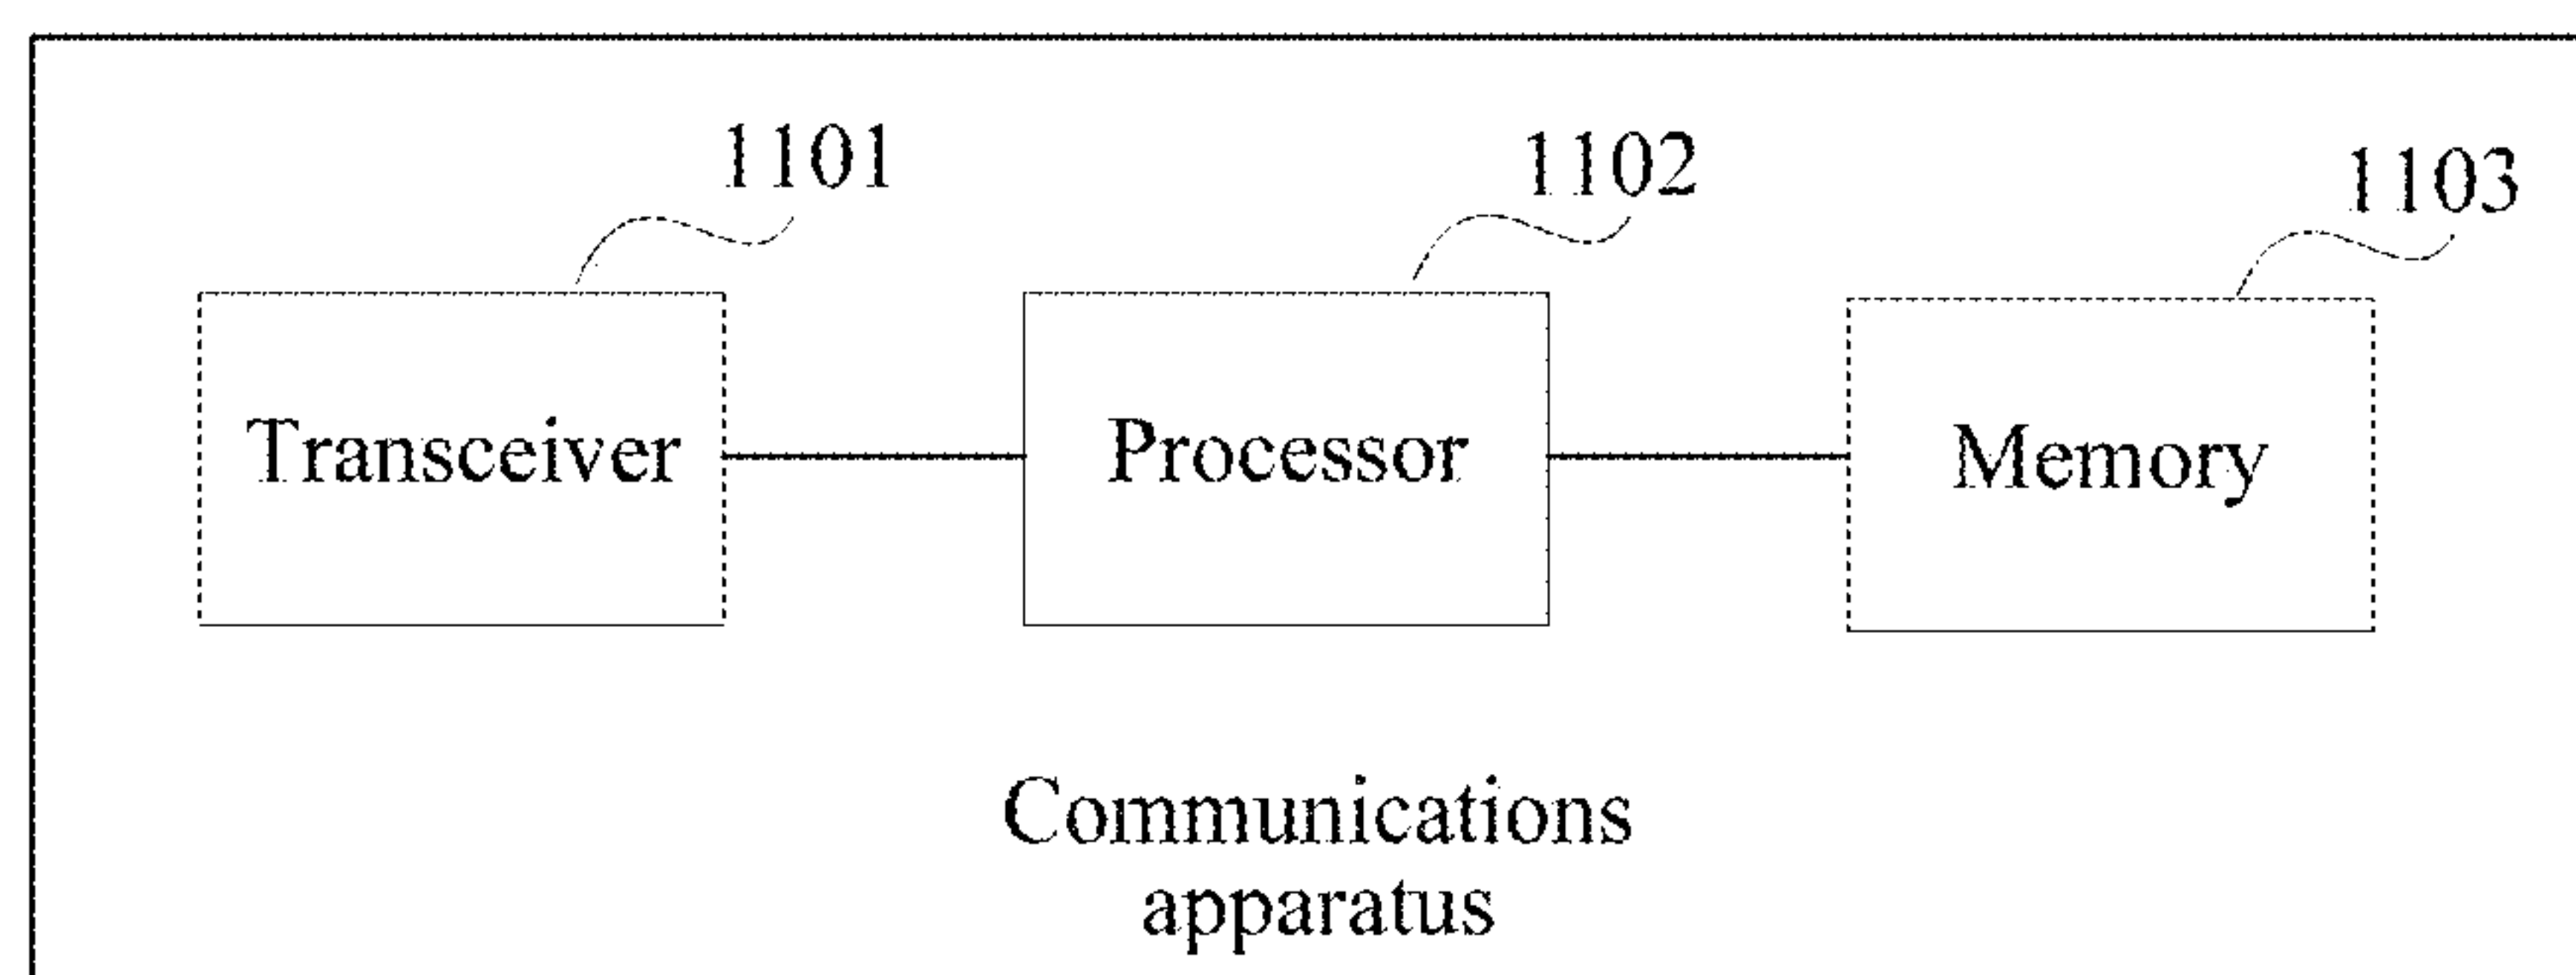 1101
1102
1103
Transceiver
Processor
Memory
Communications
apparatus